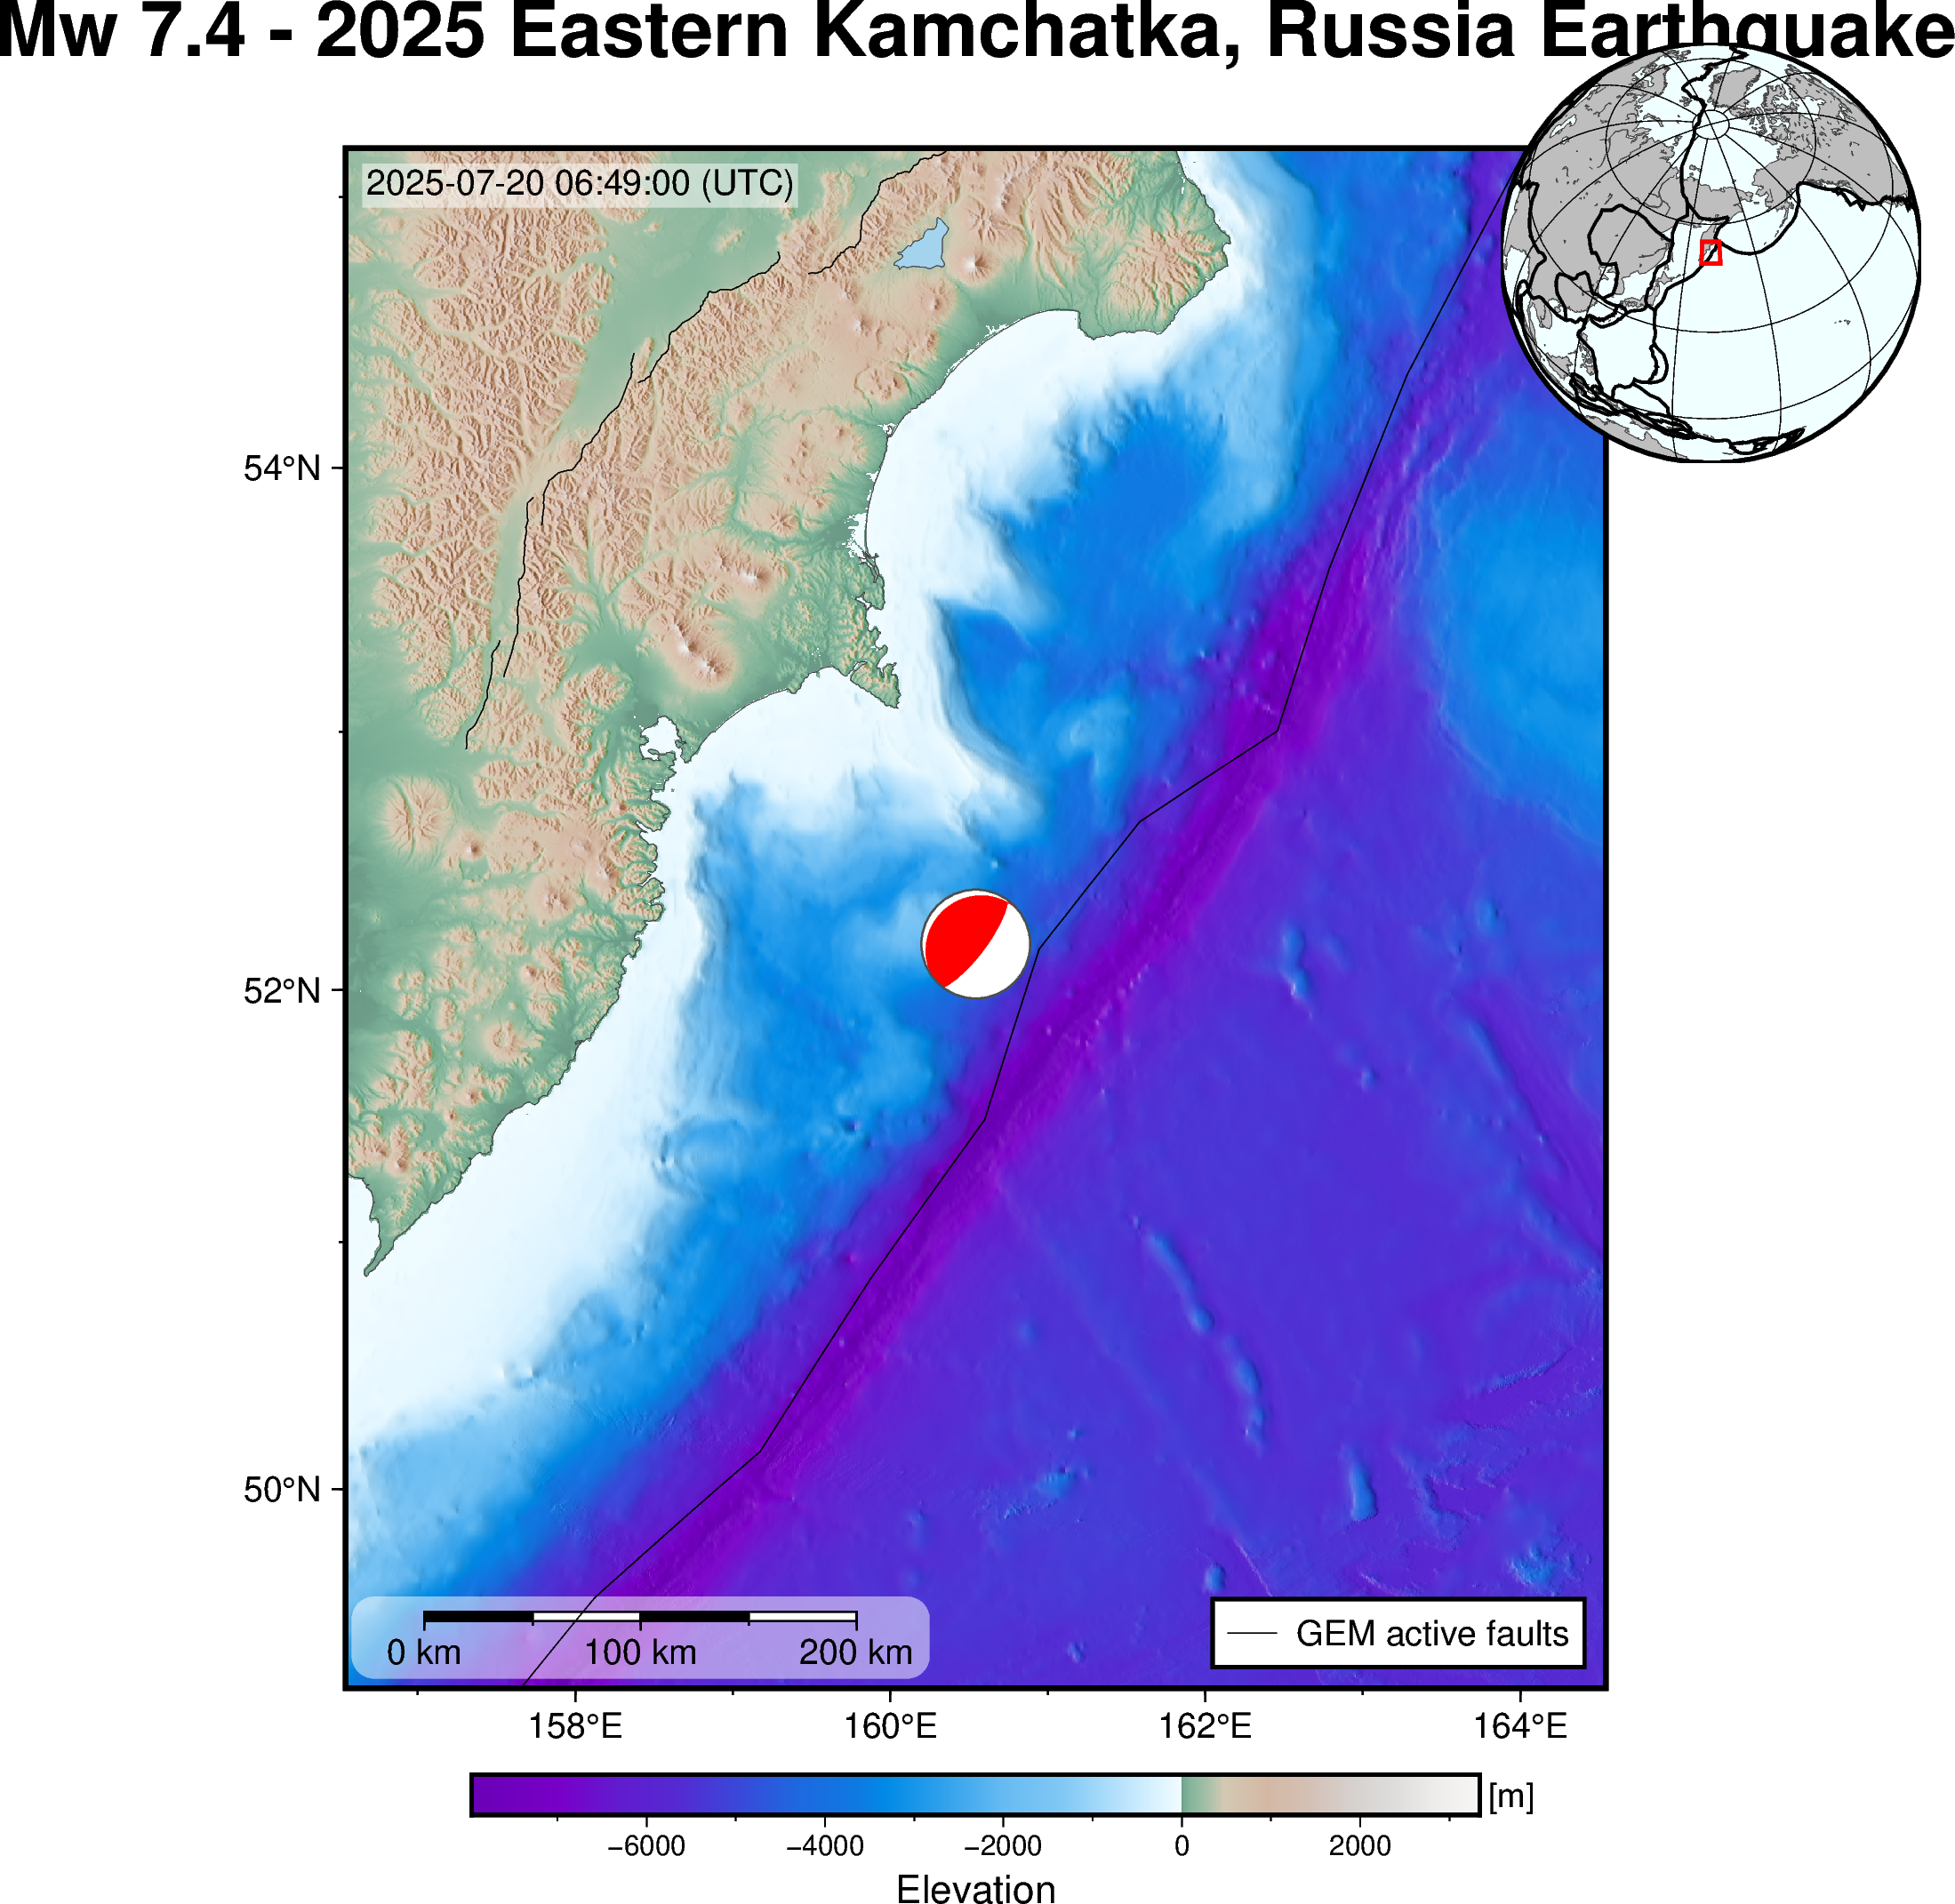 Mw 7.4 - 2025 Eastern Kamchatka, Russia Earthquake
2025-07-20 06:49:00 (UTC)
54°N
52°N
50°N
0 km 100 km 200 km
GEM active faults
158°E 160°E 162°E 164°E
[m]
−6000 −4000 −2000 0 2000
Elevation